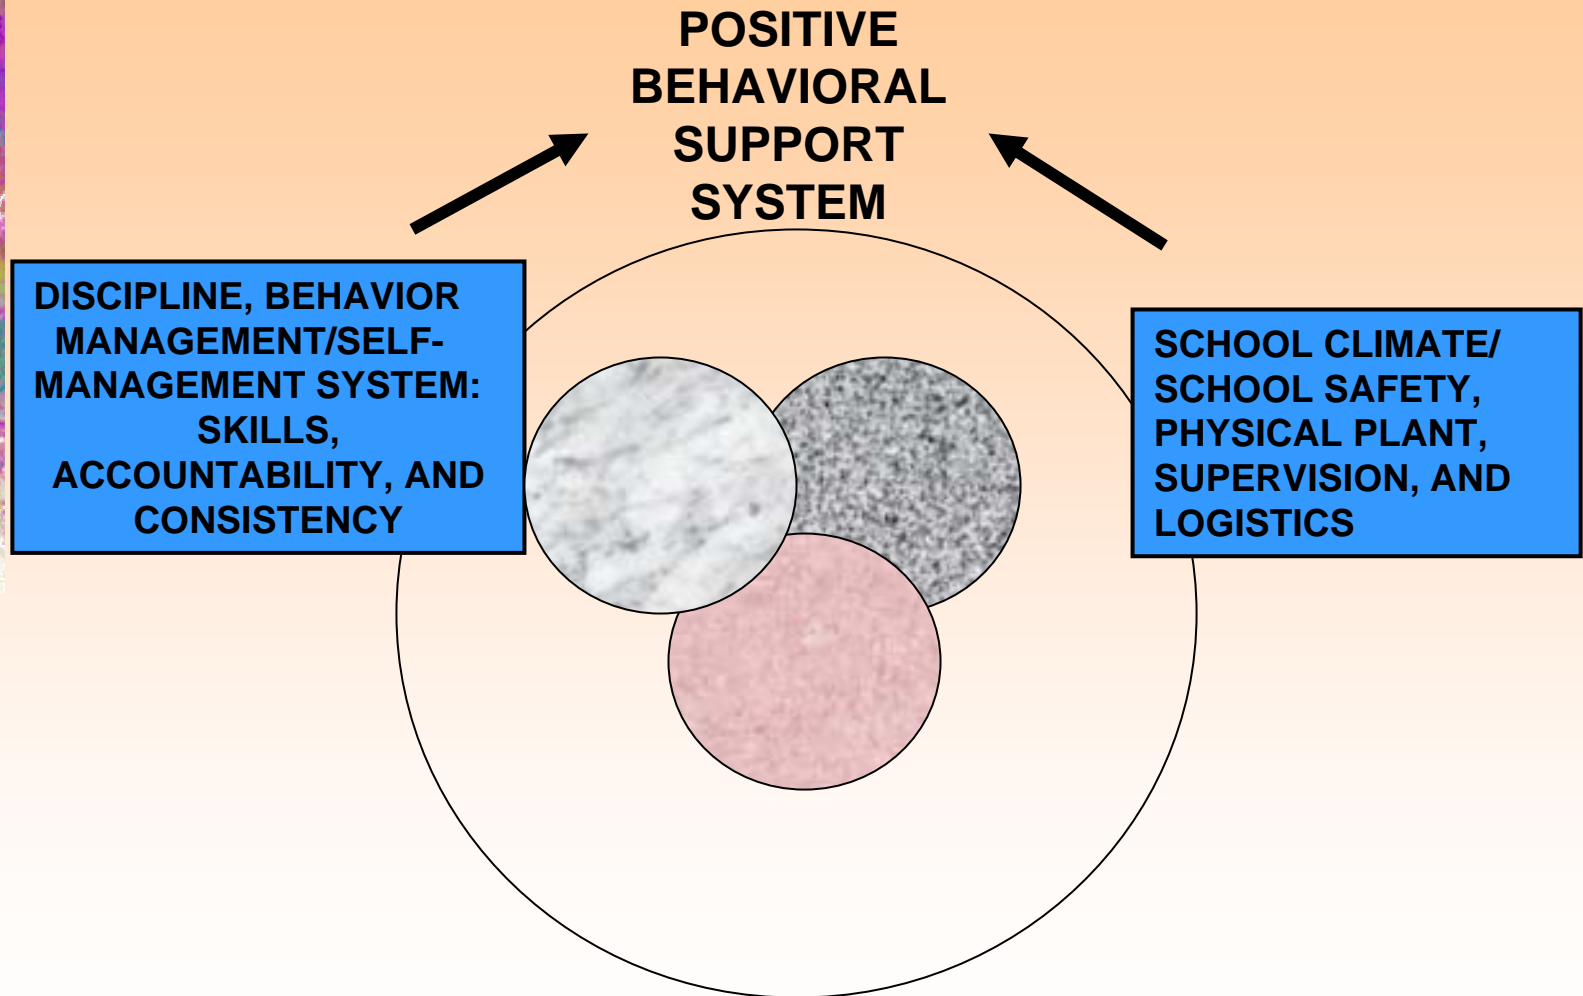 POSITIVE
BEHAVIORAL
SUPPORT
SYSTEM
DISCIPLINE, BEHAVIOR
MANAGEMENT/SELF-
MANAGEMENT SYSTEM:
SKILLS,
ACCOUNTABILITY, AND
CONSISTENCY
SCHOOL CLIMATE/
SCHOOL SAFETY,
PHYSICAL PLANT,
SUPERVISION, AND
LOGISTICS